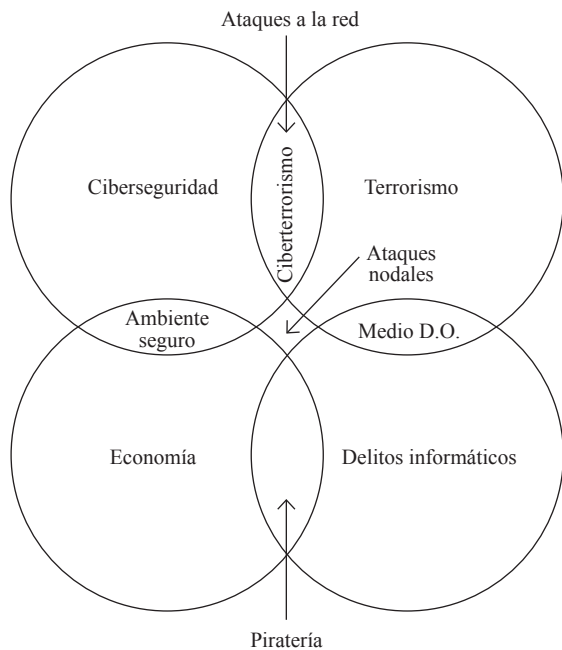 Ataques a la red
Ciberseguridad
Ciberterrorismo
Terrorismo
Ataques
nodales
Ambiente
seguro
Medio D.O.
Economía
Delitos informáticos
Piratería